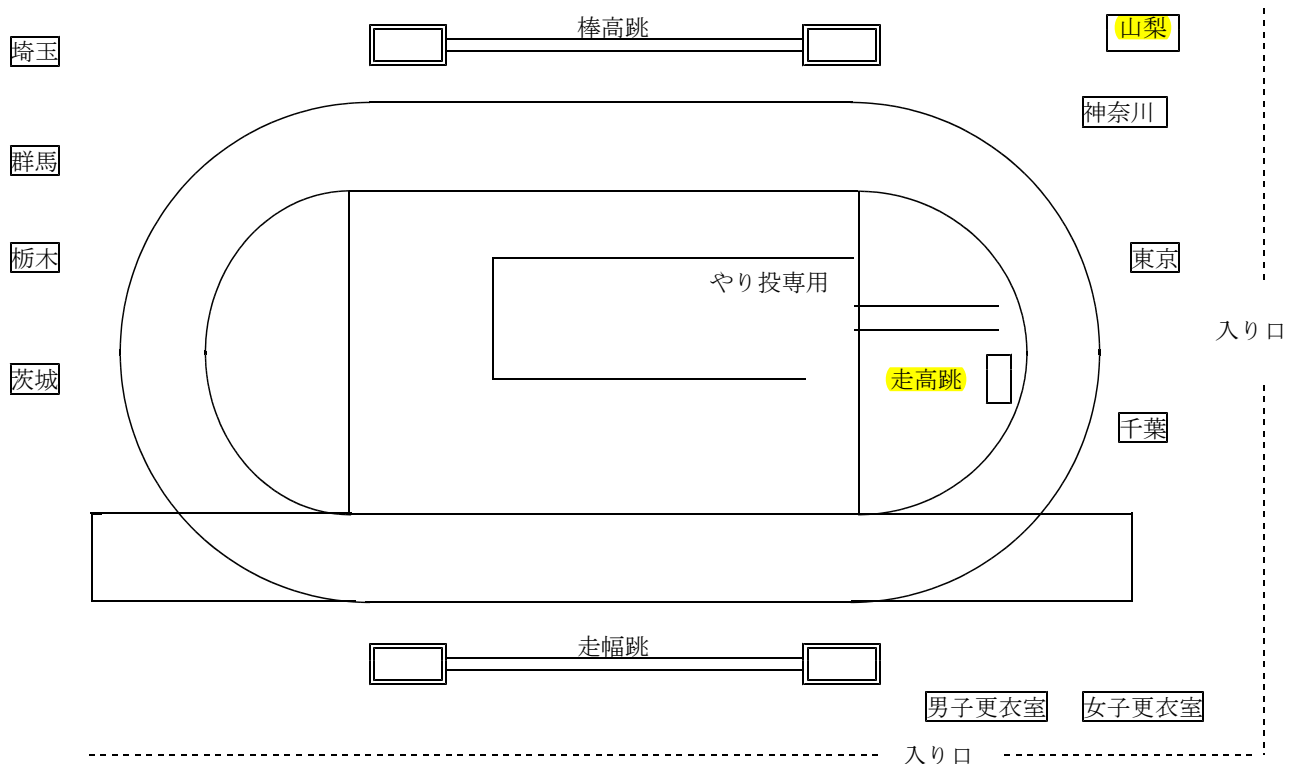 棒高跳
山梨
埼玉
神奈川
群馬
栃木
東京
やり投専用
入り口
茨城
走高跳
千葉
走幅跳
男子更衣室
女子更衣室
入り口